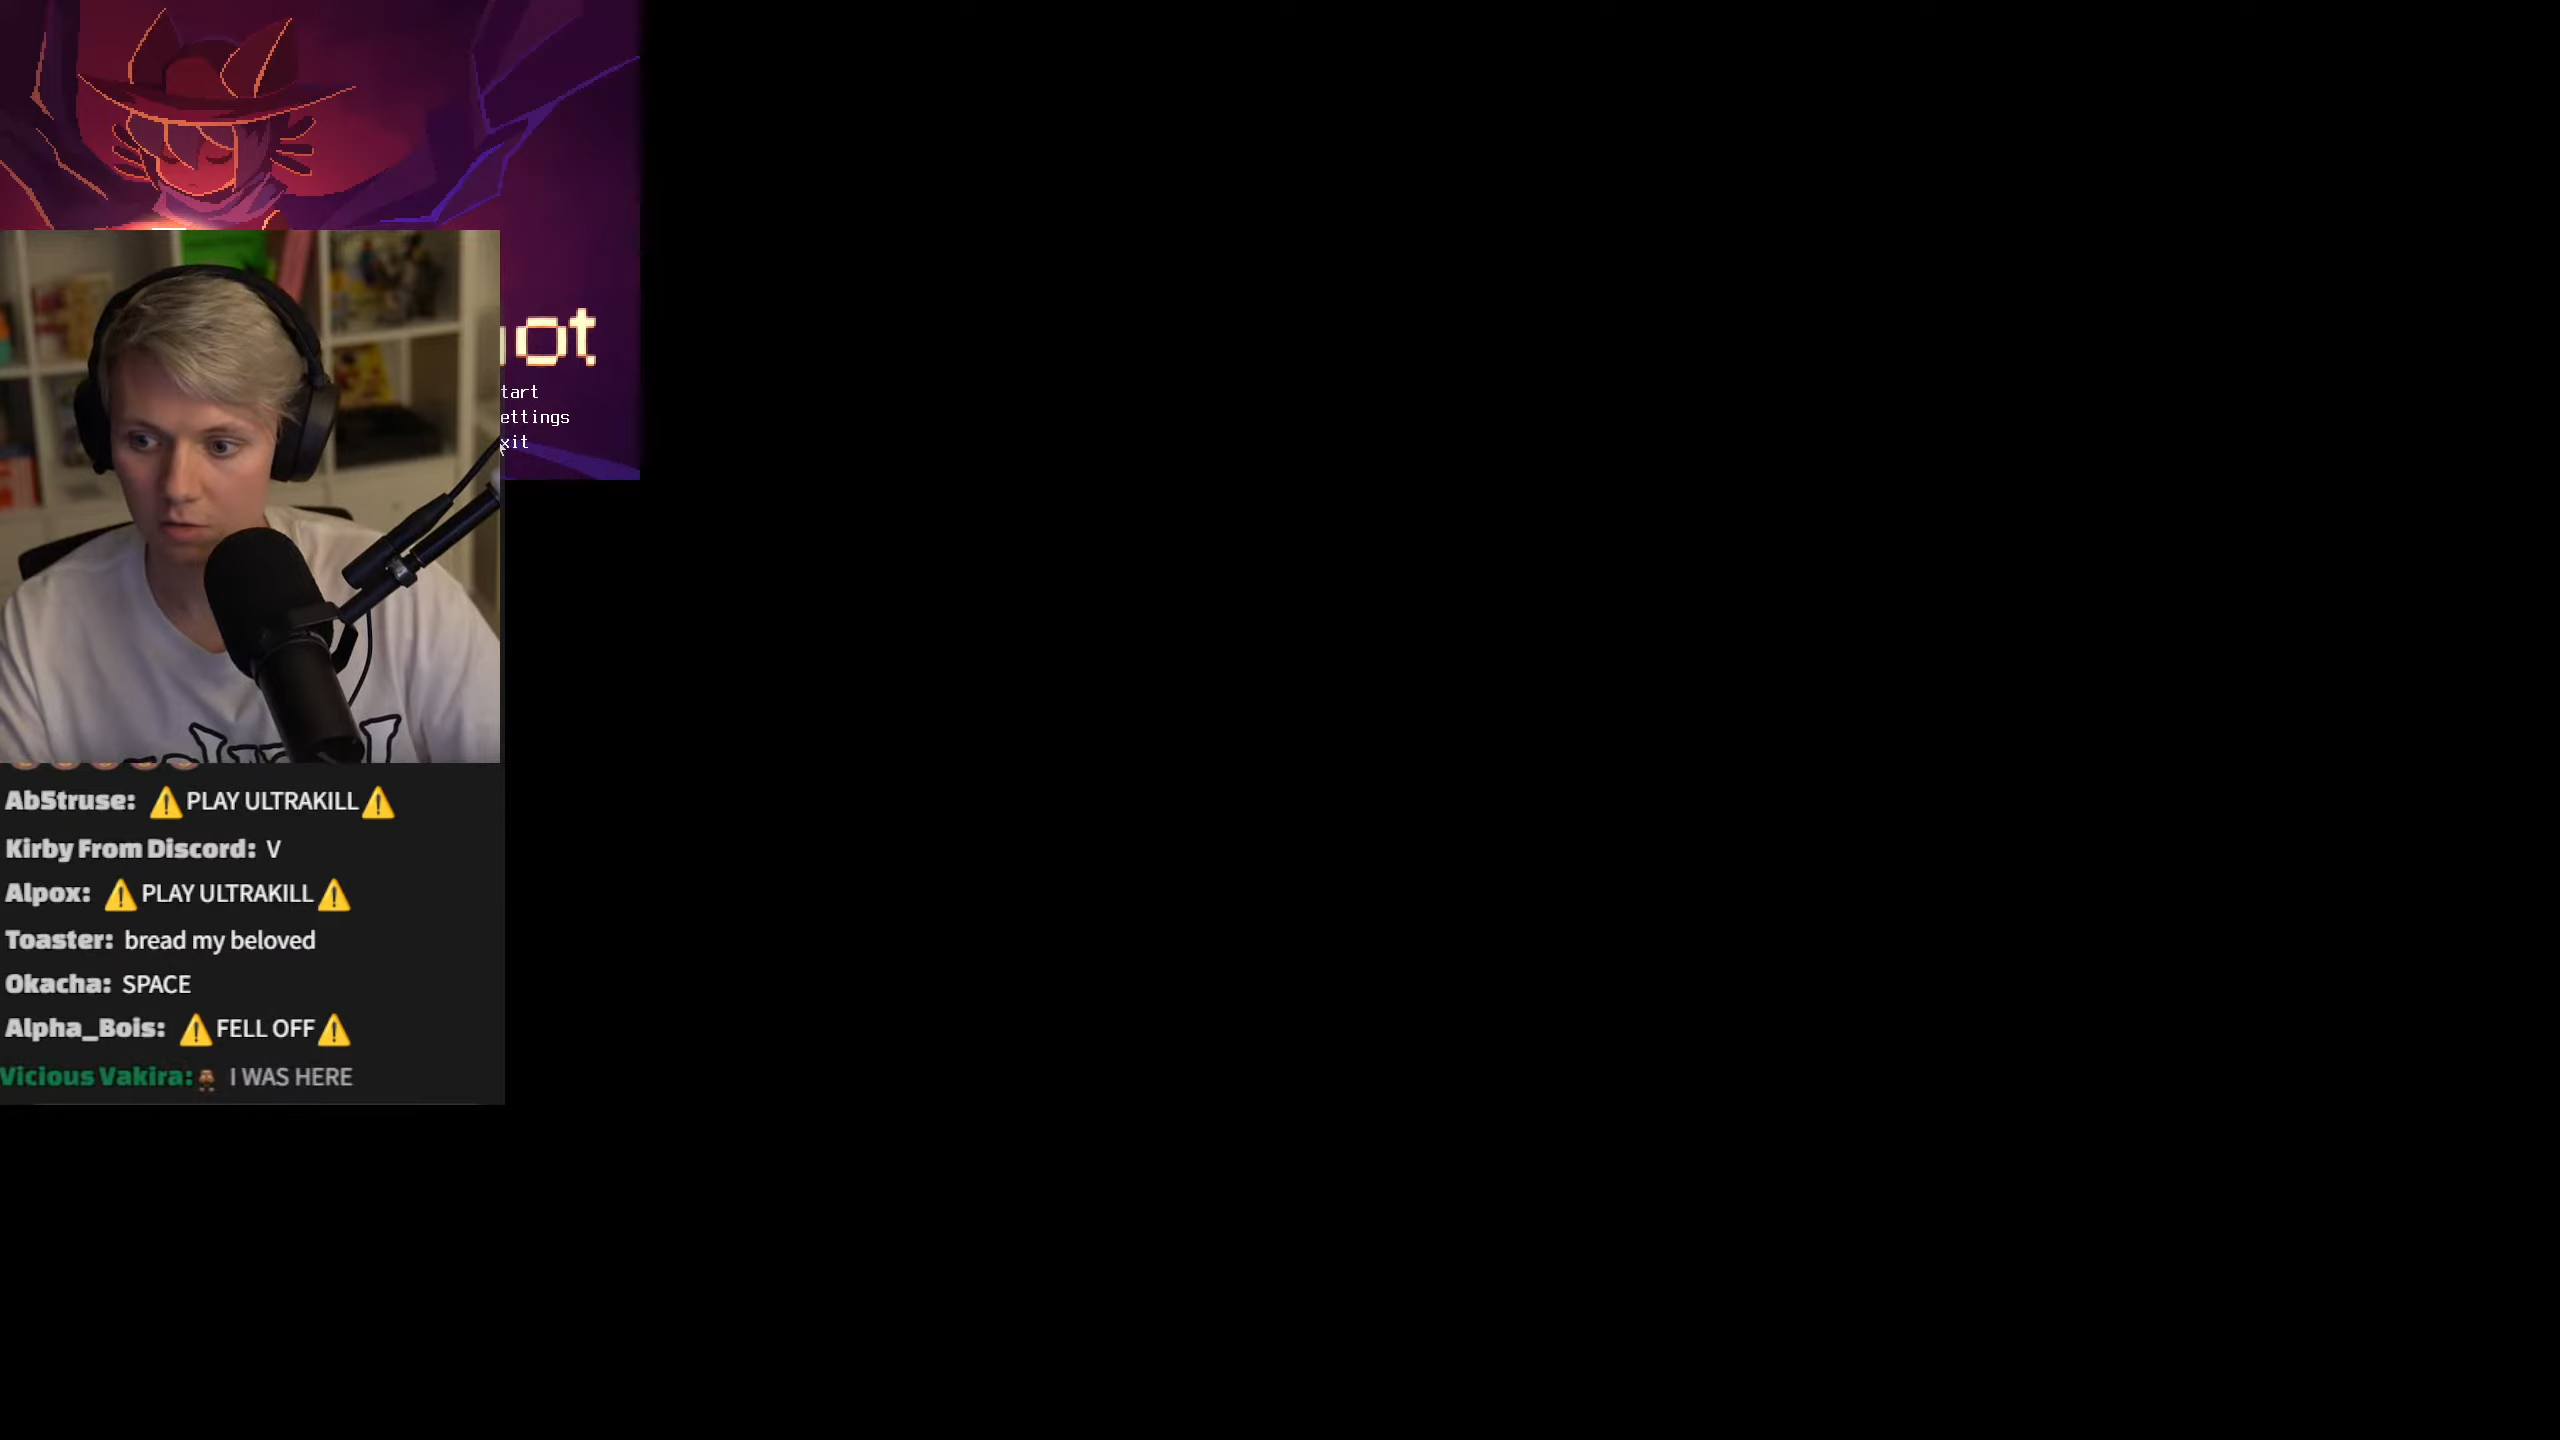 ot
tart
ettings
xit
Ab5truse: ⚠️PLAY ULTRAKILL⚠️
Kirby From Discord: V
Alpox: ⚠️PLAY ULTRAKILL⚠️
Toaster: bread my beloved
Okacha: SPACE
Alpha_Bois: ⚠️FELL OFF⚠️
Vicious Vakira: I WAS HERE